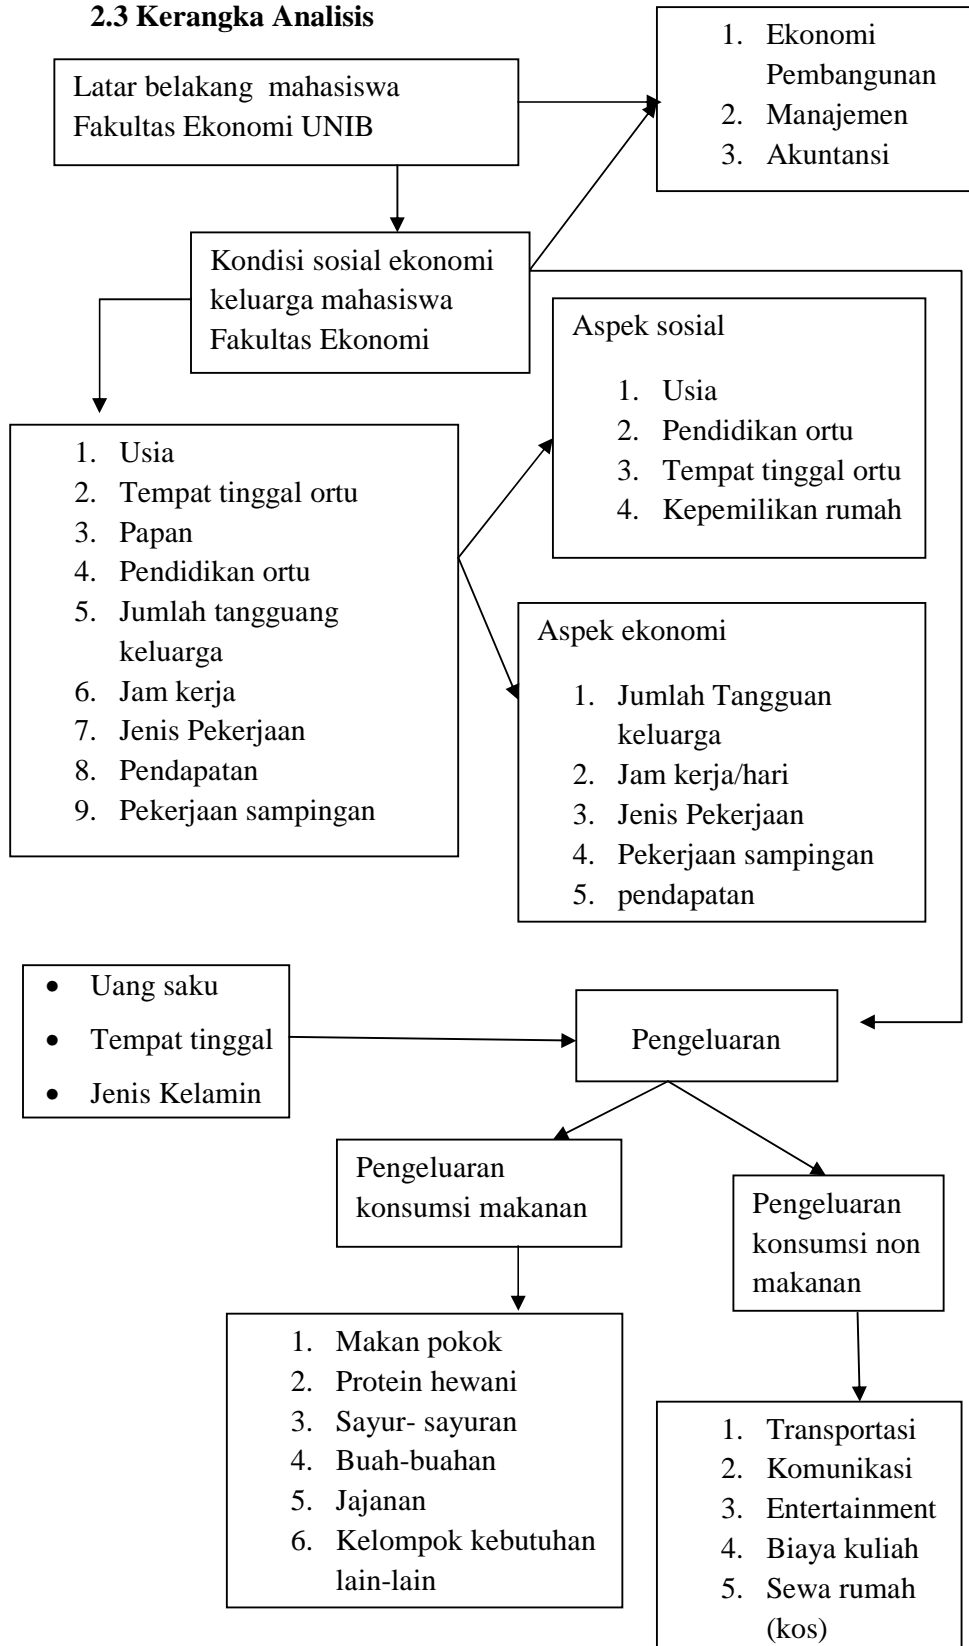 2.3 Kerangka Analisis
Latar belakang mahasiswa
Fakultas Ekonomi UNIB
1. Ekonomi
Pembangunan
2. Manajemen
3. Akuntansi
Kondisi sosial ekonomi
keluarga mahasiswa
Fakultas Ekonomi
Aspek sosial
1. Usia
2. Pendidikan ortu
3. Tempat tinggal ortu
4. Kepemilikan rumah
1. Usia
2. Tempat tinggal ortu
3. Papan
4. Pendidikan ortu
5. Jumlah tangguang
keluarga
6. Jam kerja
7. Jenis Pekerjaan
8. Pendapatan
9. Pekerjaan sampingan
Aspek ekonomi
1. Jumlah Tangguan
keluarga
2. Jam kerja/hari
3. Jenis Pekerjaan
4. Pekerjaan sampingan
5. pendapatan
• Uang saku
• Tempat tinggal
• Jenis Kelamin
Pengeluaran
Pengeluaran
konsumsi makanan
Pengeluaran
konsumsi non
makanan
1. Makan pokok
2. Protein hewani
3. Sayur- sayuran
4. Buah-buahan
5. Jajanan
6. Kelompok kebutuhan
lain-lain
1. Transportasi
2. Komunikasi
3. Entertainment
4. Biaya kuliah
5. Sewa rumah
(kos)